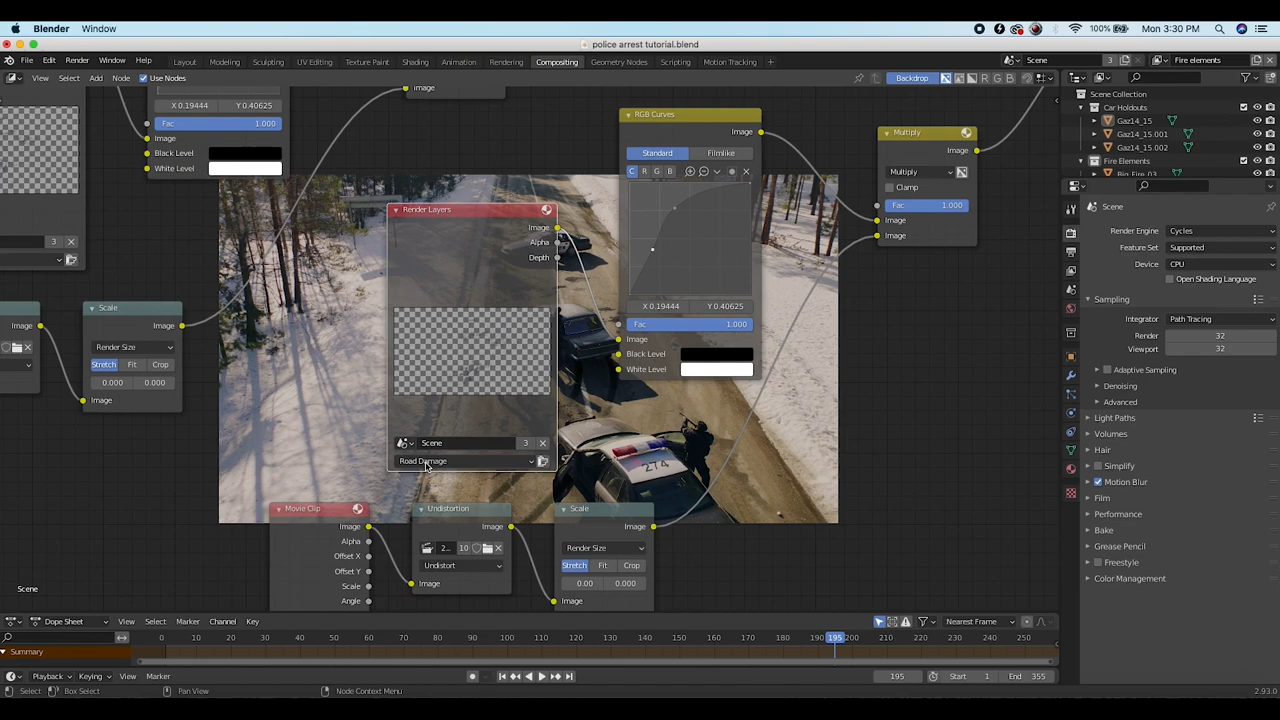 Blender Window 100% Mon 3:30 PM
police arrest tutorial.blend
File Edit Render Window Help Layout Modeling Sculpting UV Editing Texture Paint Shading Animation Rendering Compositing Geometry Nodes Scripting Motion Tracking + Scene 3 Fire elements
View Select Add Node Use Nodes Backdrop R G B
Image
X 0.19444 Y 0.40625
Fac 1.000
Image
Black Level
White Level
3
Image
Scale
Image
Render Size
Stretch Fit Crop
0.000 0.000
Image
Render Layers
Image
Alpha
Depth
Scene 3
Road Damage
RGB Curves
Image
Standard Filmlike
C R G B
X 0.19444 Y 0.40625
Fac 1.000
Image
Black Level
White Level
Multiply
Image
Multiply
Clamp
Fac 1.000
Image
Image
274
Movie Clip
Image
Alpha
Offset X
Offset Y
Scale
Angle
Undistortion
Image
2... 10
Undistort
Image
Scale
Image
Render Size
Stretch Fit Crop
0.00 0.000
Image
Scene
Scene Collection
Car Holdouts
Gaz14_15
Gaz14_15.001
Gaz14_15.002
Fire Elements
Big_Fire_03
Scene
Render Engine Cycles
Feature Set Supported
Device CPU
Open Shading Language
Sampling
Integrator Path Tracing
Render 32
Viewport 32
Adaptive Sampling
Denoising
Advanced
Light Paths
Volumes
Hair
Simplify
Motion Blur
Film
Performance
Bake
Grease Pencil
Freestyle
Color Management
Dope Sheet View Select Marker Channel Key Nearest Frame
0 10 20 30 40 50 60 70 80 90 100 110 120 130 140 150 160 170 180 190 195 200 210 220 230 240 250
Summary
Playback Keying View Marker 195 Start 1 End 355
Select Box Select Pan View Node Context Menu 2.93.0